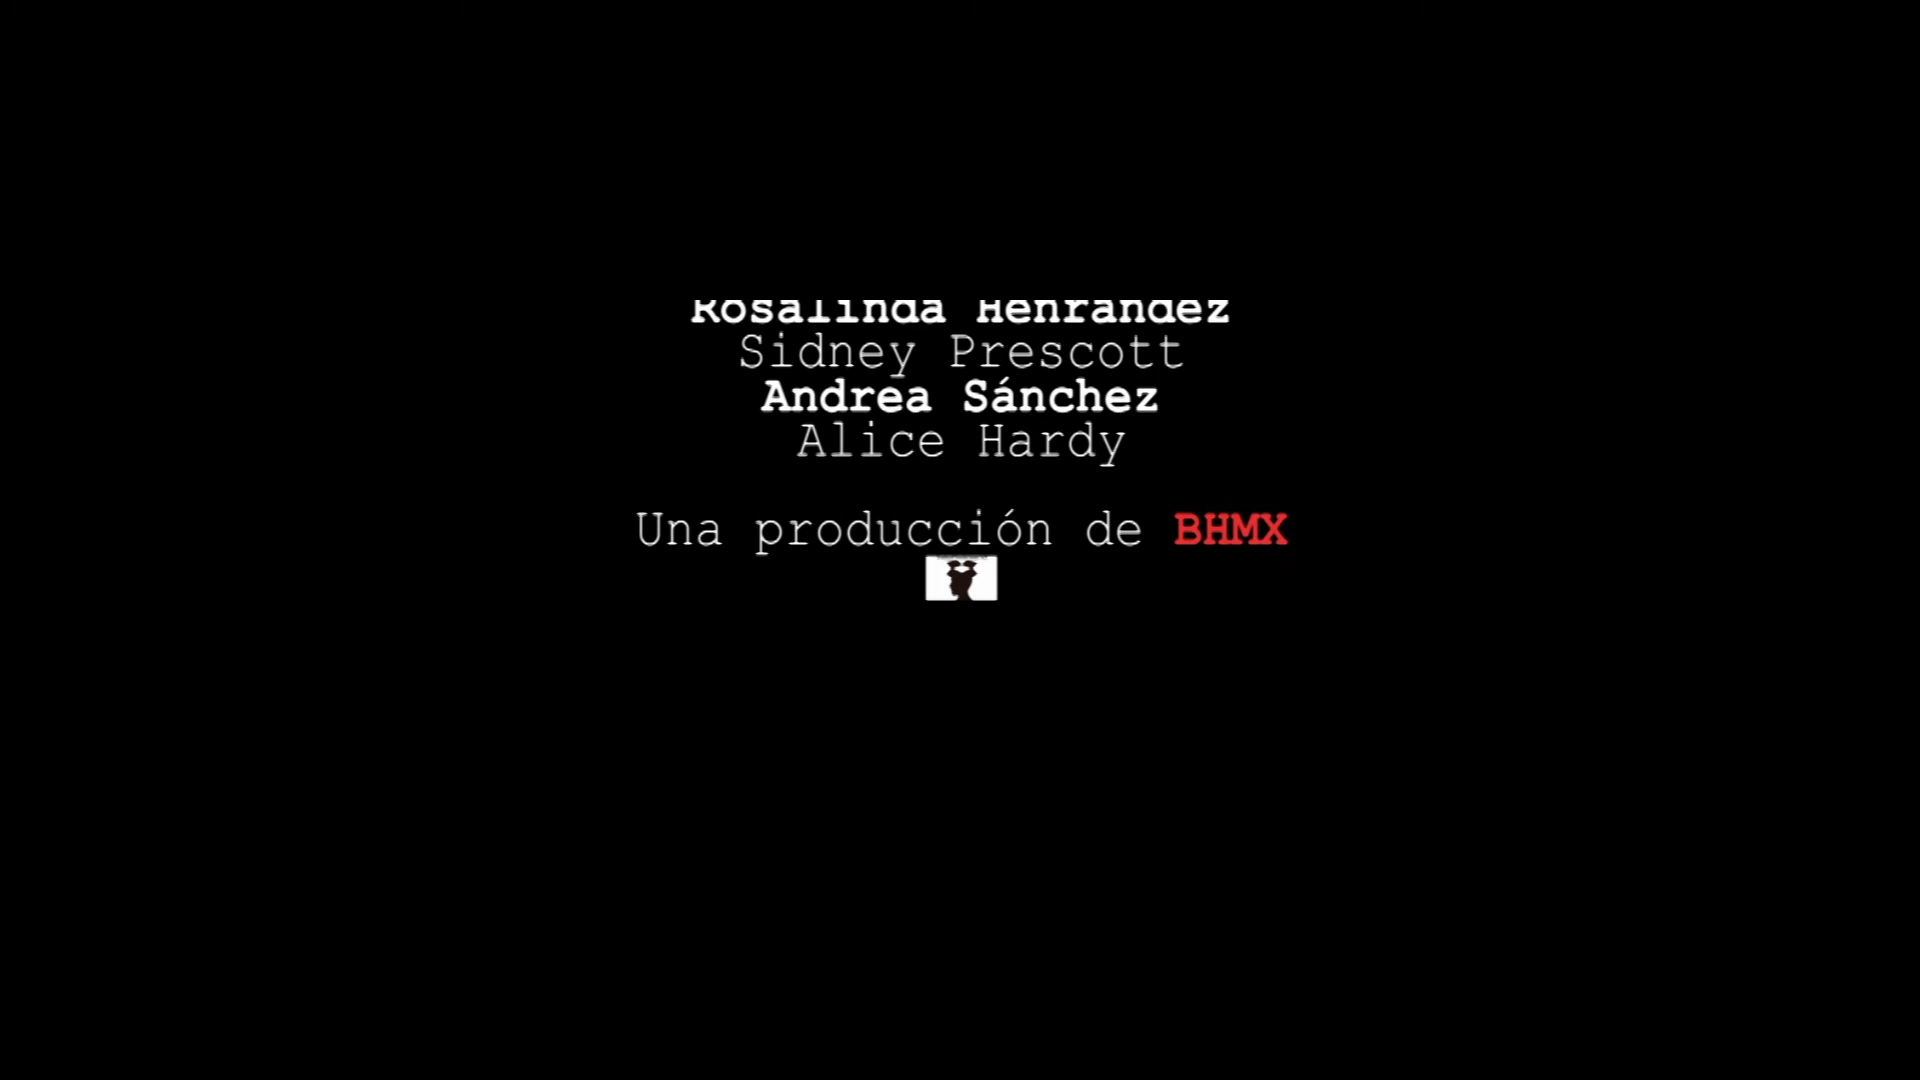 Rosalinda Henrandez
Sidney Prescott
Andrea Sánchez
Alice Hardy
Una producción de BHMX